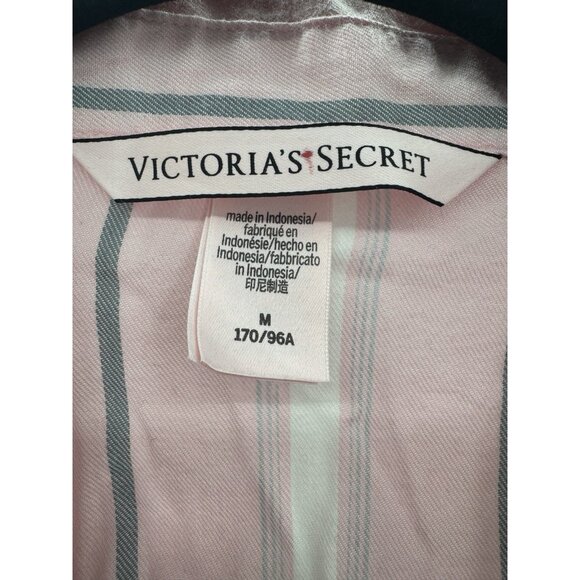 VICTORIA'S SECRET
made in Indonesia/
fabriqué en
Indonésie/hecho en
Indonesia/fabbricato
in Indonesia/
印尼制造
M
170/96A